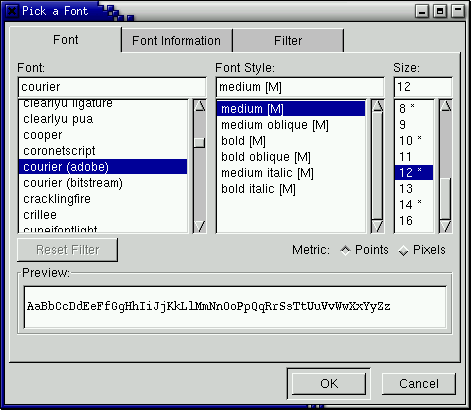 Pick a Font
Font
Font Information
Filter
Font:
Font Style:
Size:
courier
medium [M]
12
clearlyu ligature
clearlyu pua
cooper
coronetscript
courier (adobe)
courier (bitstream)
cracklingfire
crillee
cuneifontlight
medium [M]
medium oblique [M]
bold [M]
bold oblique [M]
medium italic [M]
bold italic [M]
8 *
9
10 *
11
12 *
13
14 *
16
Reset Filter
Metric:
Points
Pixels
Preview:
AaBbCcDdEeFfGgHhIiJjKkLlMmNnOoPpQqRrSsTtUuVvWwXxYyZz
OK
Cancel